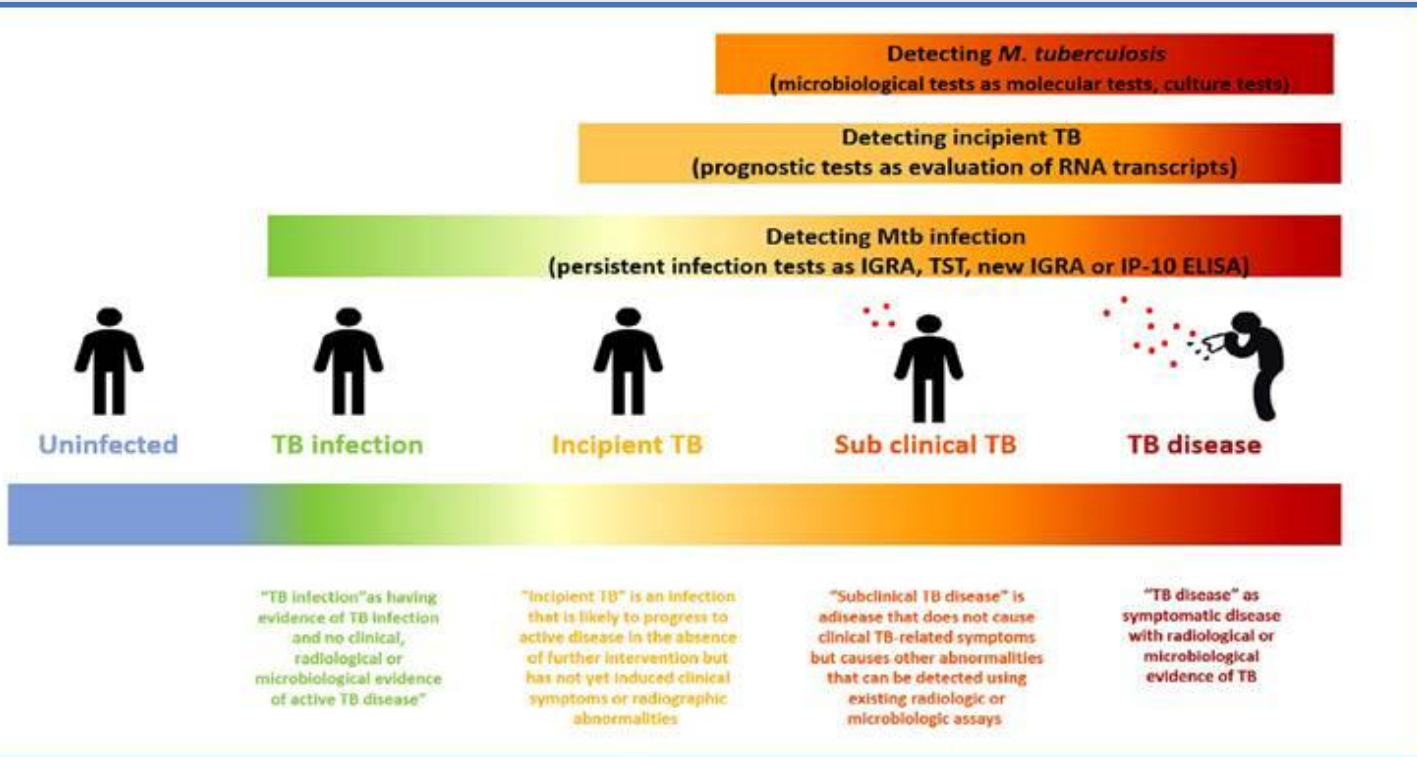 Detecting M. tuberculosis
(microbiological tests as molecular tests, culture tests)
Detecting incipient TB
(prognostic tests as evaluation of RNA transcripts)
Detecting Mtb infection
(persistent infection tests as IGRA, TST, new IGRA or IP-10 ELISA)
Uninfected
TB infection
Incipient TB
Sub clinical TB
TB disease
"TB infection"as having
evidence of TB infection
and no clinical,
radiological or
microbiological evidence
of active TB disease"
"Incipient TB" is an infection
that is likely to progress to
active disease in the absence
of further intervention but
has not yet induced clinical
symptoms or radiographic
abnormalities
"Subclinical TB disease" is
adisease that does not cause
clinical TB-related symptoms
but causes other abnormalities
that can be detected using
existing radiologic or
microbiologic assays
"TB disease" as
symptomatic disease
with radiological or
microbiological
evidence of TB